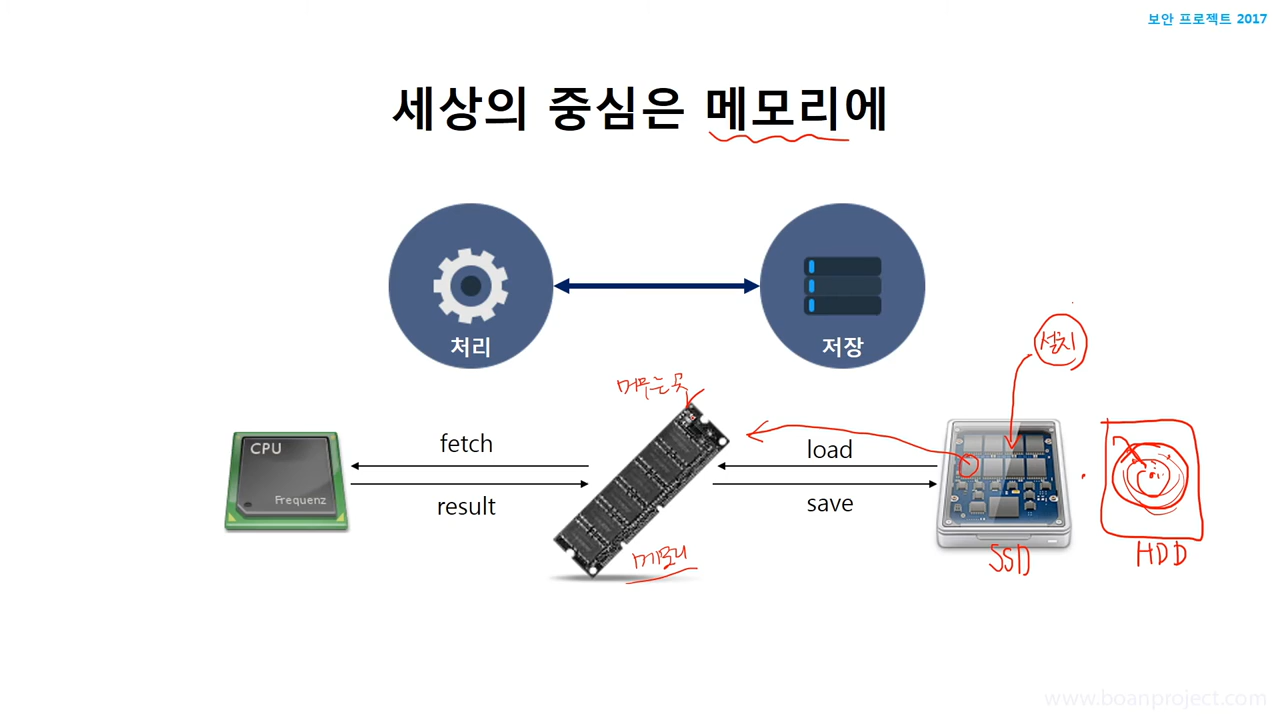 보안 프로젝트 2017
세상의 중심은 메모리에
처리
저장
설치
머무는 곳
CPU
Frequenz
fetch
result
load
save
메모리
SSD
HDD
www.boanproject.com